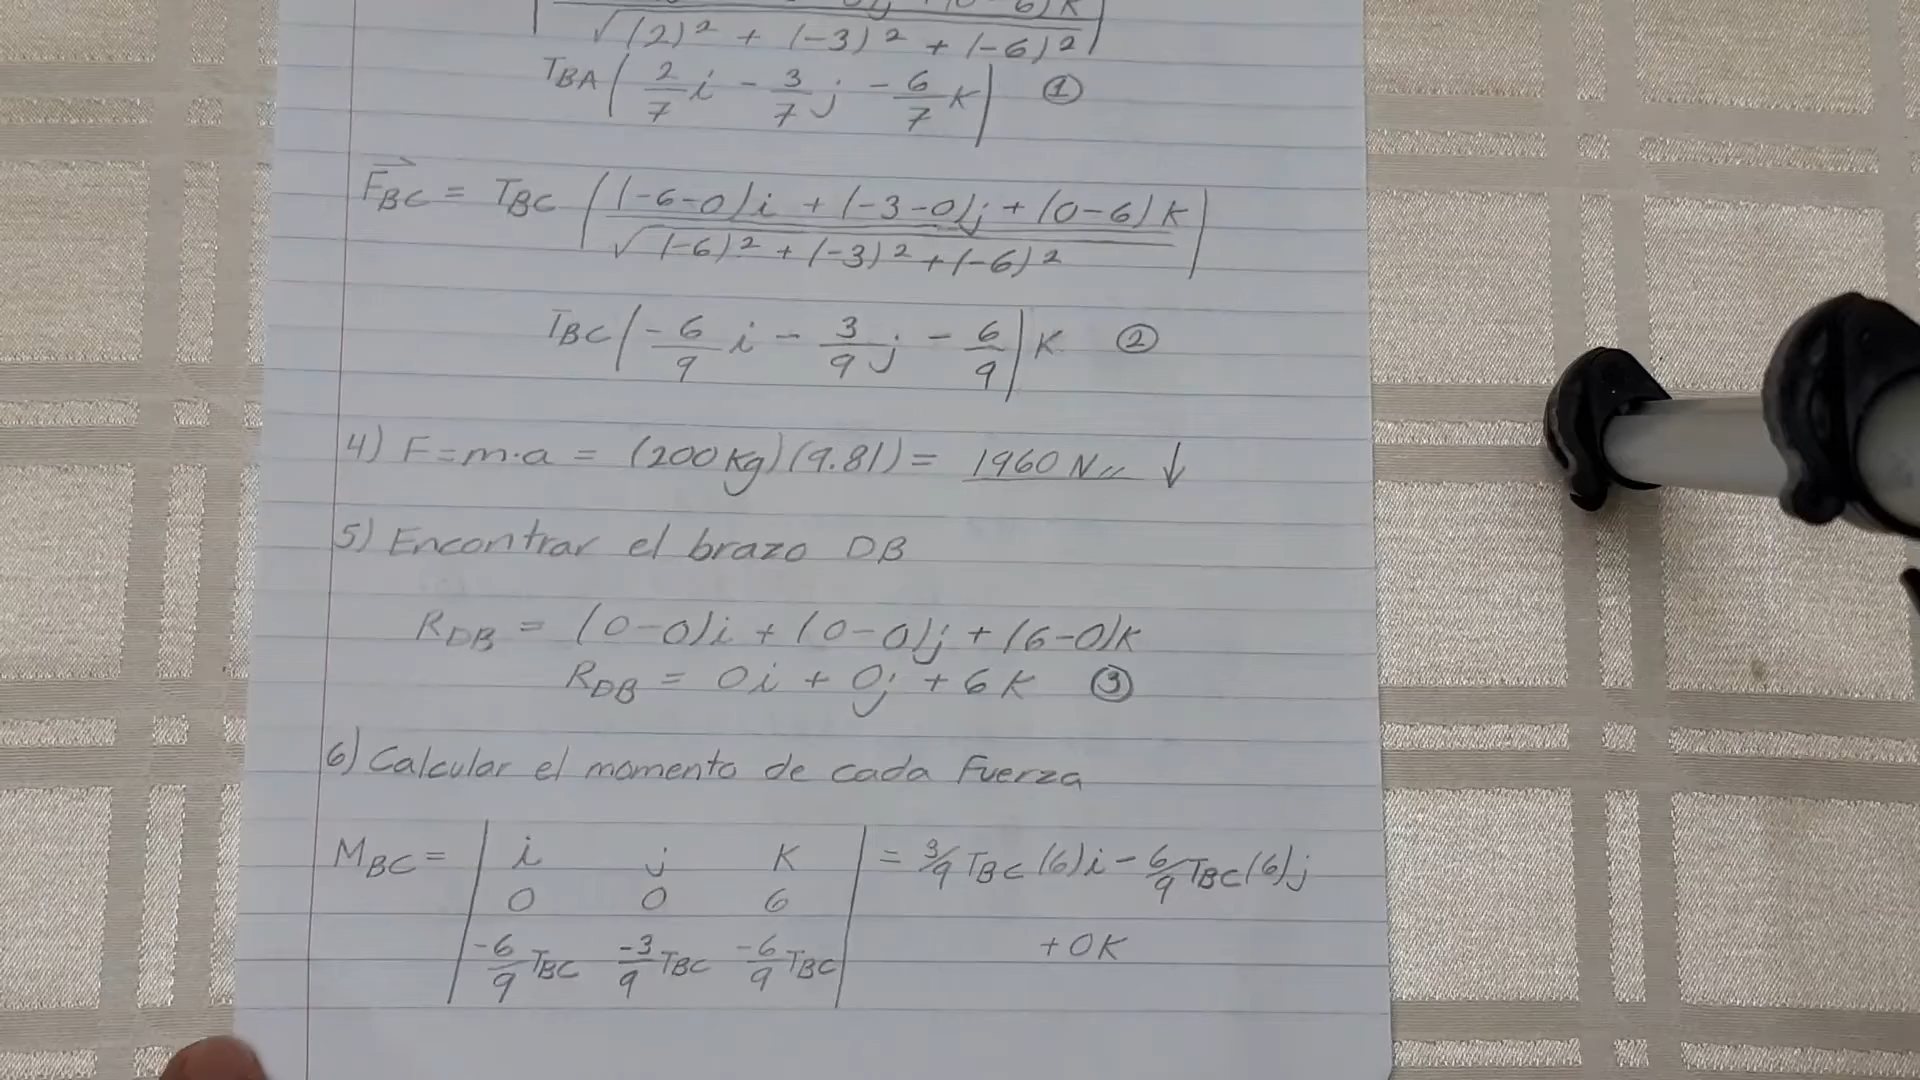 j + (0-6)K
√(2)² + (-3)² + (-6)²
TBA ( 2/7 i - 3/7 j - 6/7 K ) ①
FBC = TBC ( (-6-0)i + (-3-0)j + (0-6)K
√(-6)² + (-3)² + (-6)² )
TBC ( -6/9 i - 3/9 j - 6/9 ) K ②
4) F=m·a = (200Kg)(9.81) = 1960 N ↓
5) Encontrar el brazo DB
RDB = (0-0)i + (0-0)j + (6-0)K
RDB = 0i + 0j + 6K ③
6) Calcular el momento de cada Fuerza
MBC = | i j K | = 3/9 TBC (6)i - 6/9 TBC (6)j
0 0 6
-6/9 TBC -3/9 TBC -6/9 TBC + 0K